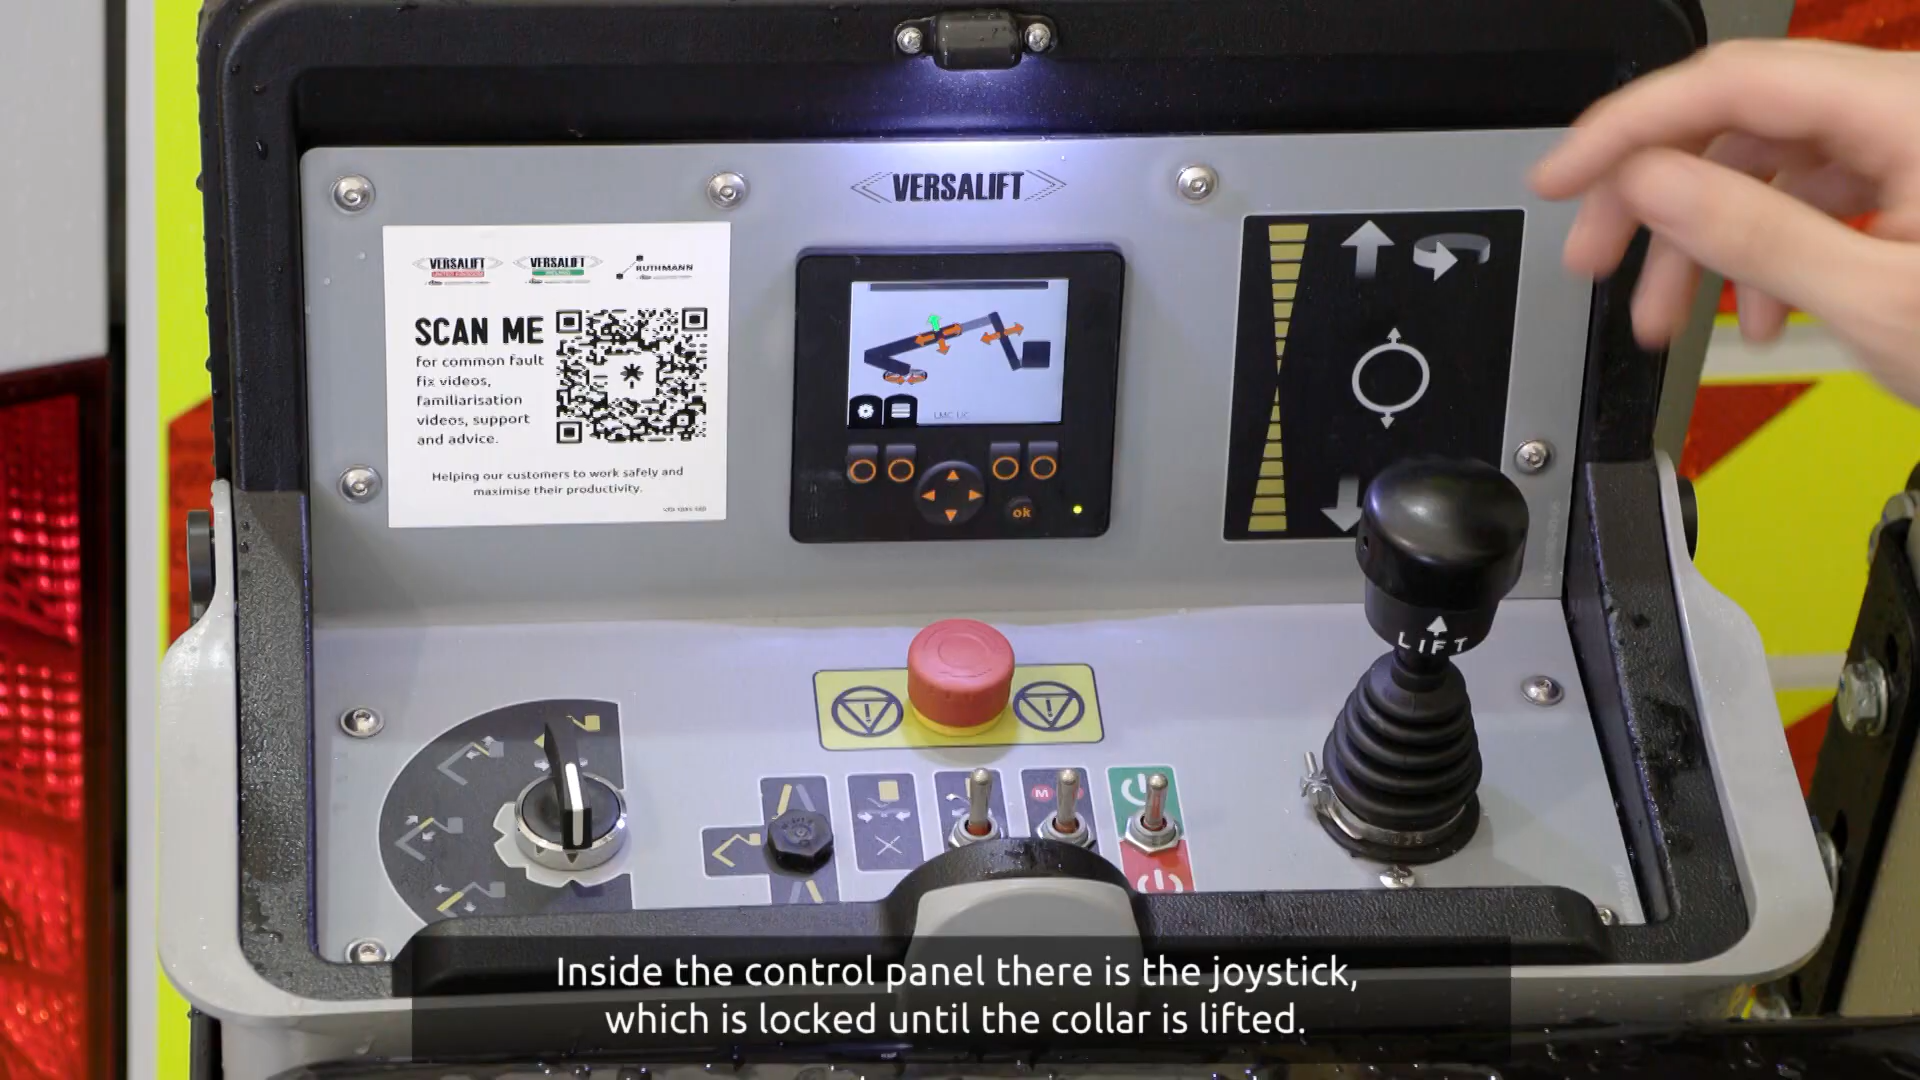 VERSALIFT
VERSALIFT
VERSALIFT
RUTHMANN
SCAN ME
for common fault
fix videos,
familiarisation
videos, support
and advice.
Helping our customers to work safely and
maximise their productivity.
ok
LIFT
M
Inside the control panel there is the joystick,
which is locked until the collar is lifted.